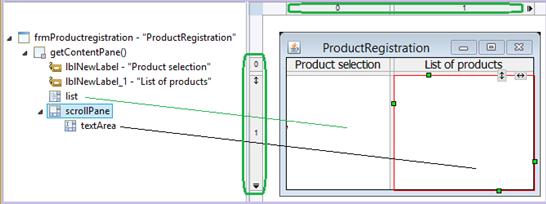 0 1
frmProductregistration - "ProductRegistration"
getContentPane()
lblNewLabel - "Product selection"
lblNewLabel_1 - "List of products"
list
scrollPane
textArea
0
1
ProductRegistration
Product selection List of products